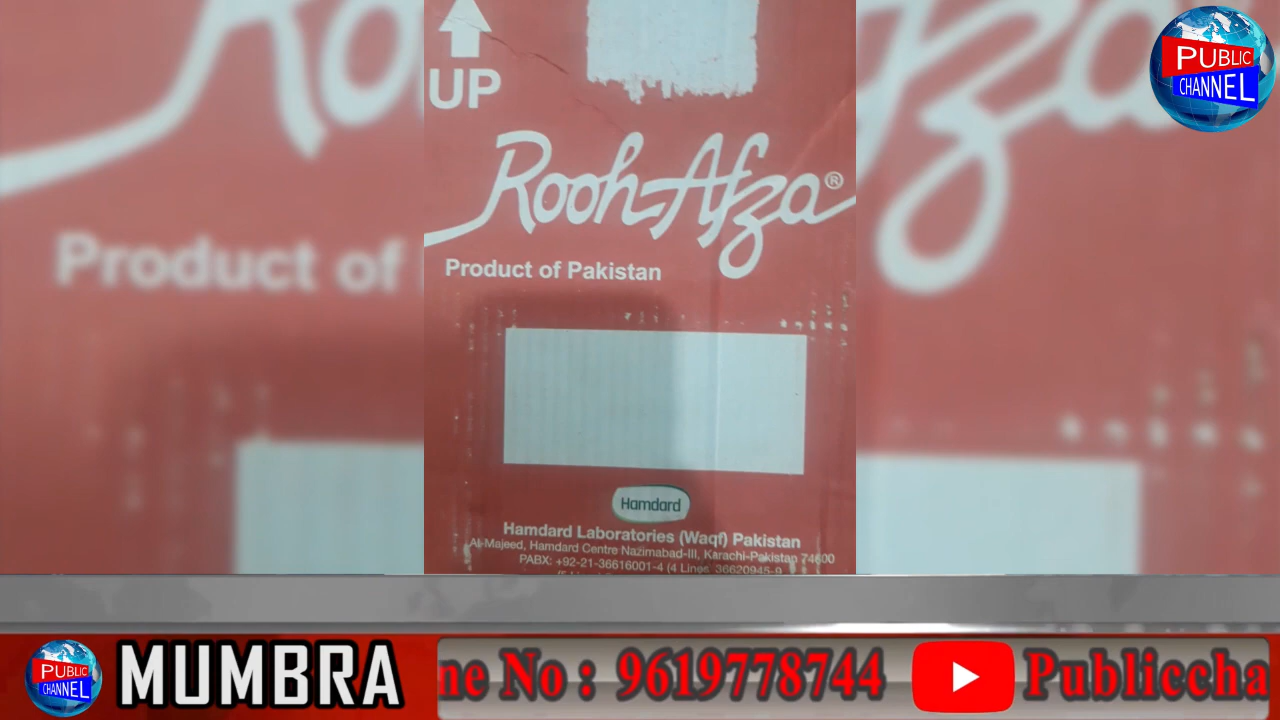 UP
Rooh Afza®
Product of Pakistan
Hamdard
Hamdard Laboratories (Waqf) Pakistan
Al-Majeed, Hamdard Centre Nazimabad-III, Karachi-Pakistan 74600
PABX: +92-21-36616001-4 (4 Lines, 36620945-9
Product of
PUBLIC
CHANNEL
PUBLIC
CHANNEL
MUMBRA
ne No : 9619778744
Publiccha